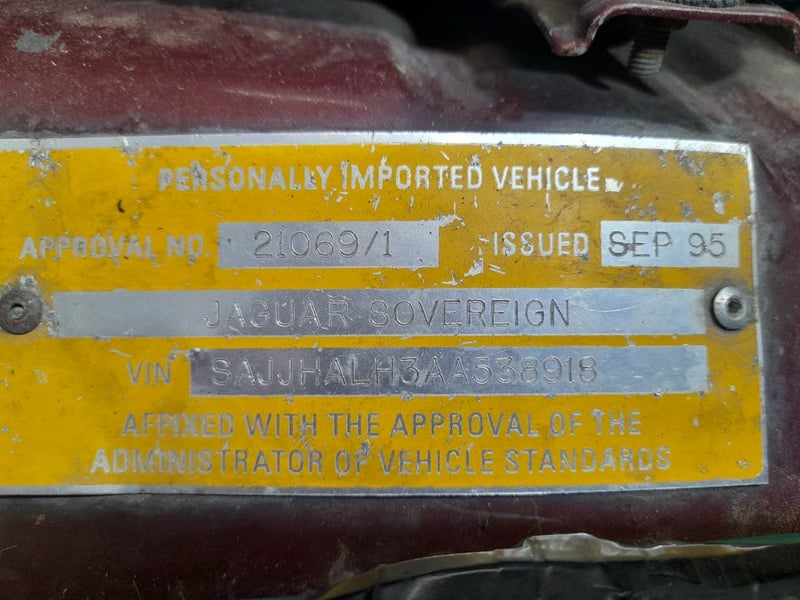 PERSONALLY IMPORTED VEHICLE
APPROVAL NO. 21069/1 ISSUED SEP 95
JAGUAR SOVEREIGN
VIN SAJJHALH3AA538918
AFFIXED WITH THE APPROVAL OF THE
ADMINISTRATOR OF VEHICLE STANDARDS